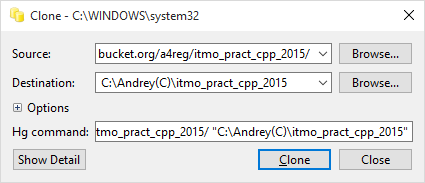 Clone - C:\WINDOWS\system32
Source: bucket.org/a4reg/itmo_pract_cpp_2015/ Browse...
Destination: C:\Andrey(C)\itmo_pract_cpp_2015 Browse...
Options
Hg command: tmo_pract_cpp_2015/ "C:\Andrey(C)\itmo_pract_cpp_2015"
Show Detail Clone Close